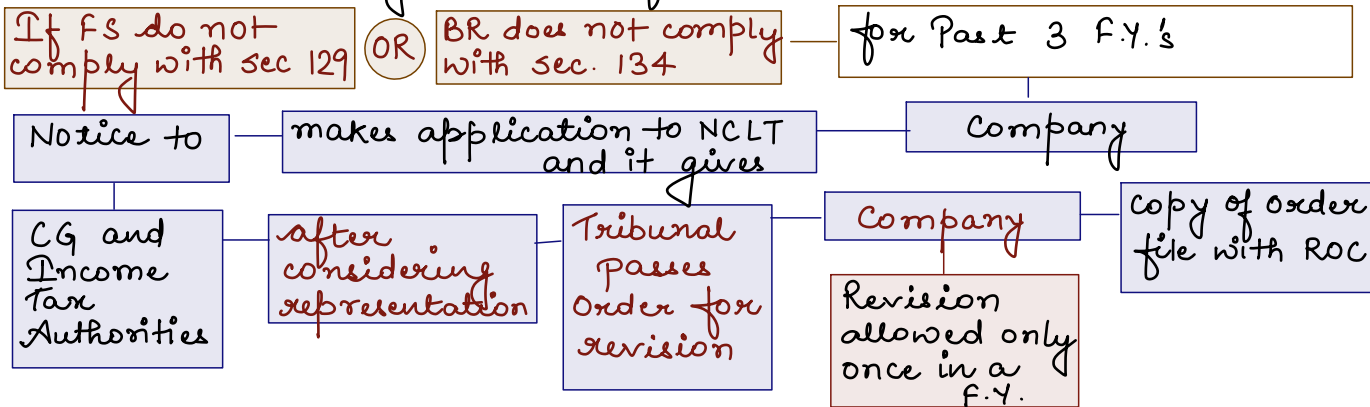 If FS do not
comply with sec 129
OR
BR does not comply
with sec. 134
for Past 3 F.Y.'s
Company
makes application to NCLT
and it gives
Notice to
CG and
Income
Tax
Authorities
after
considering
representation
Tribunal
passes
Order for
revision
Company
copy of order
file with ROC
Revision
allowed only
once in a
F.Y.